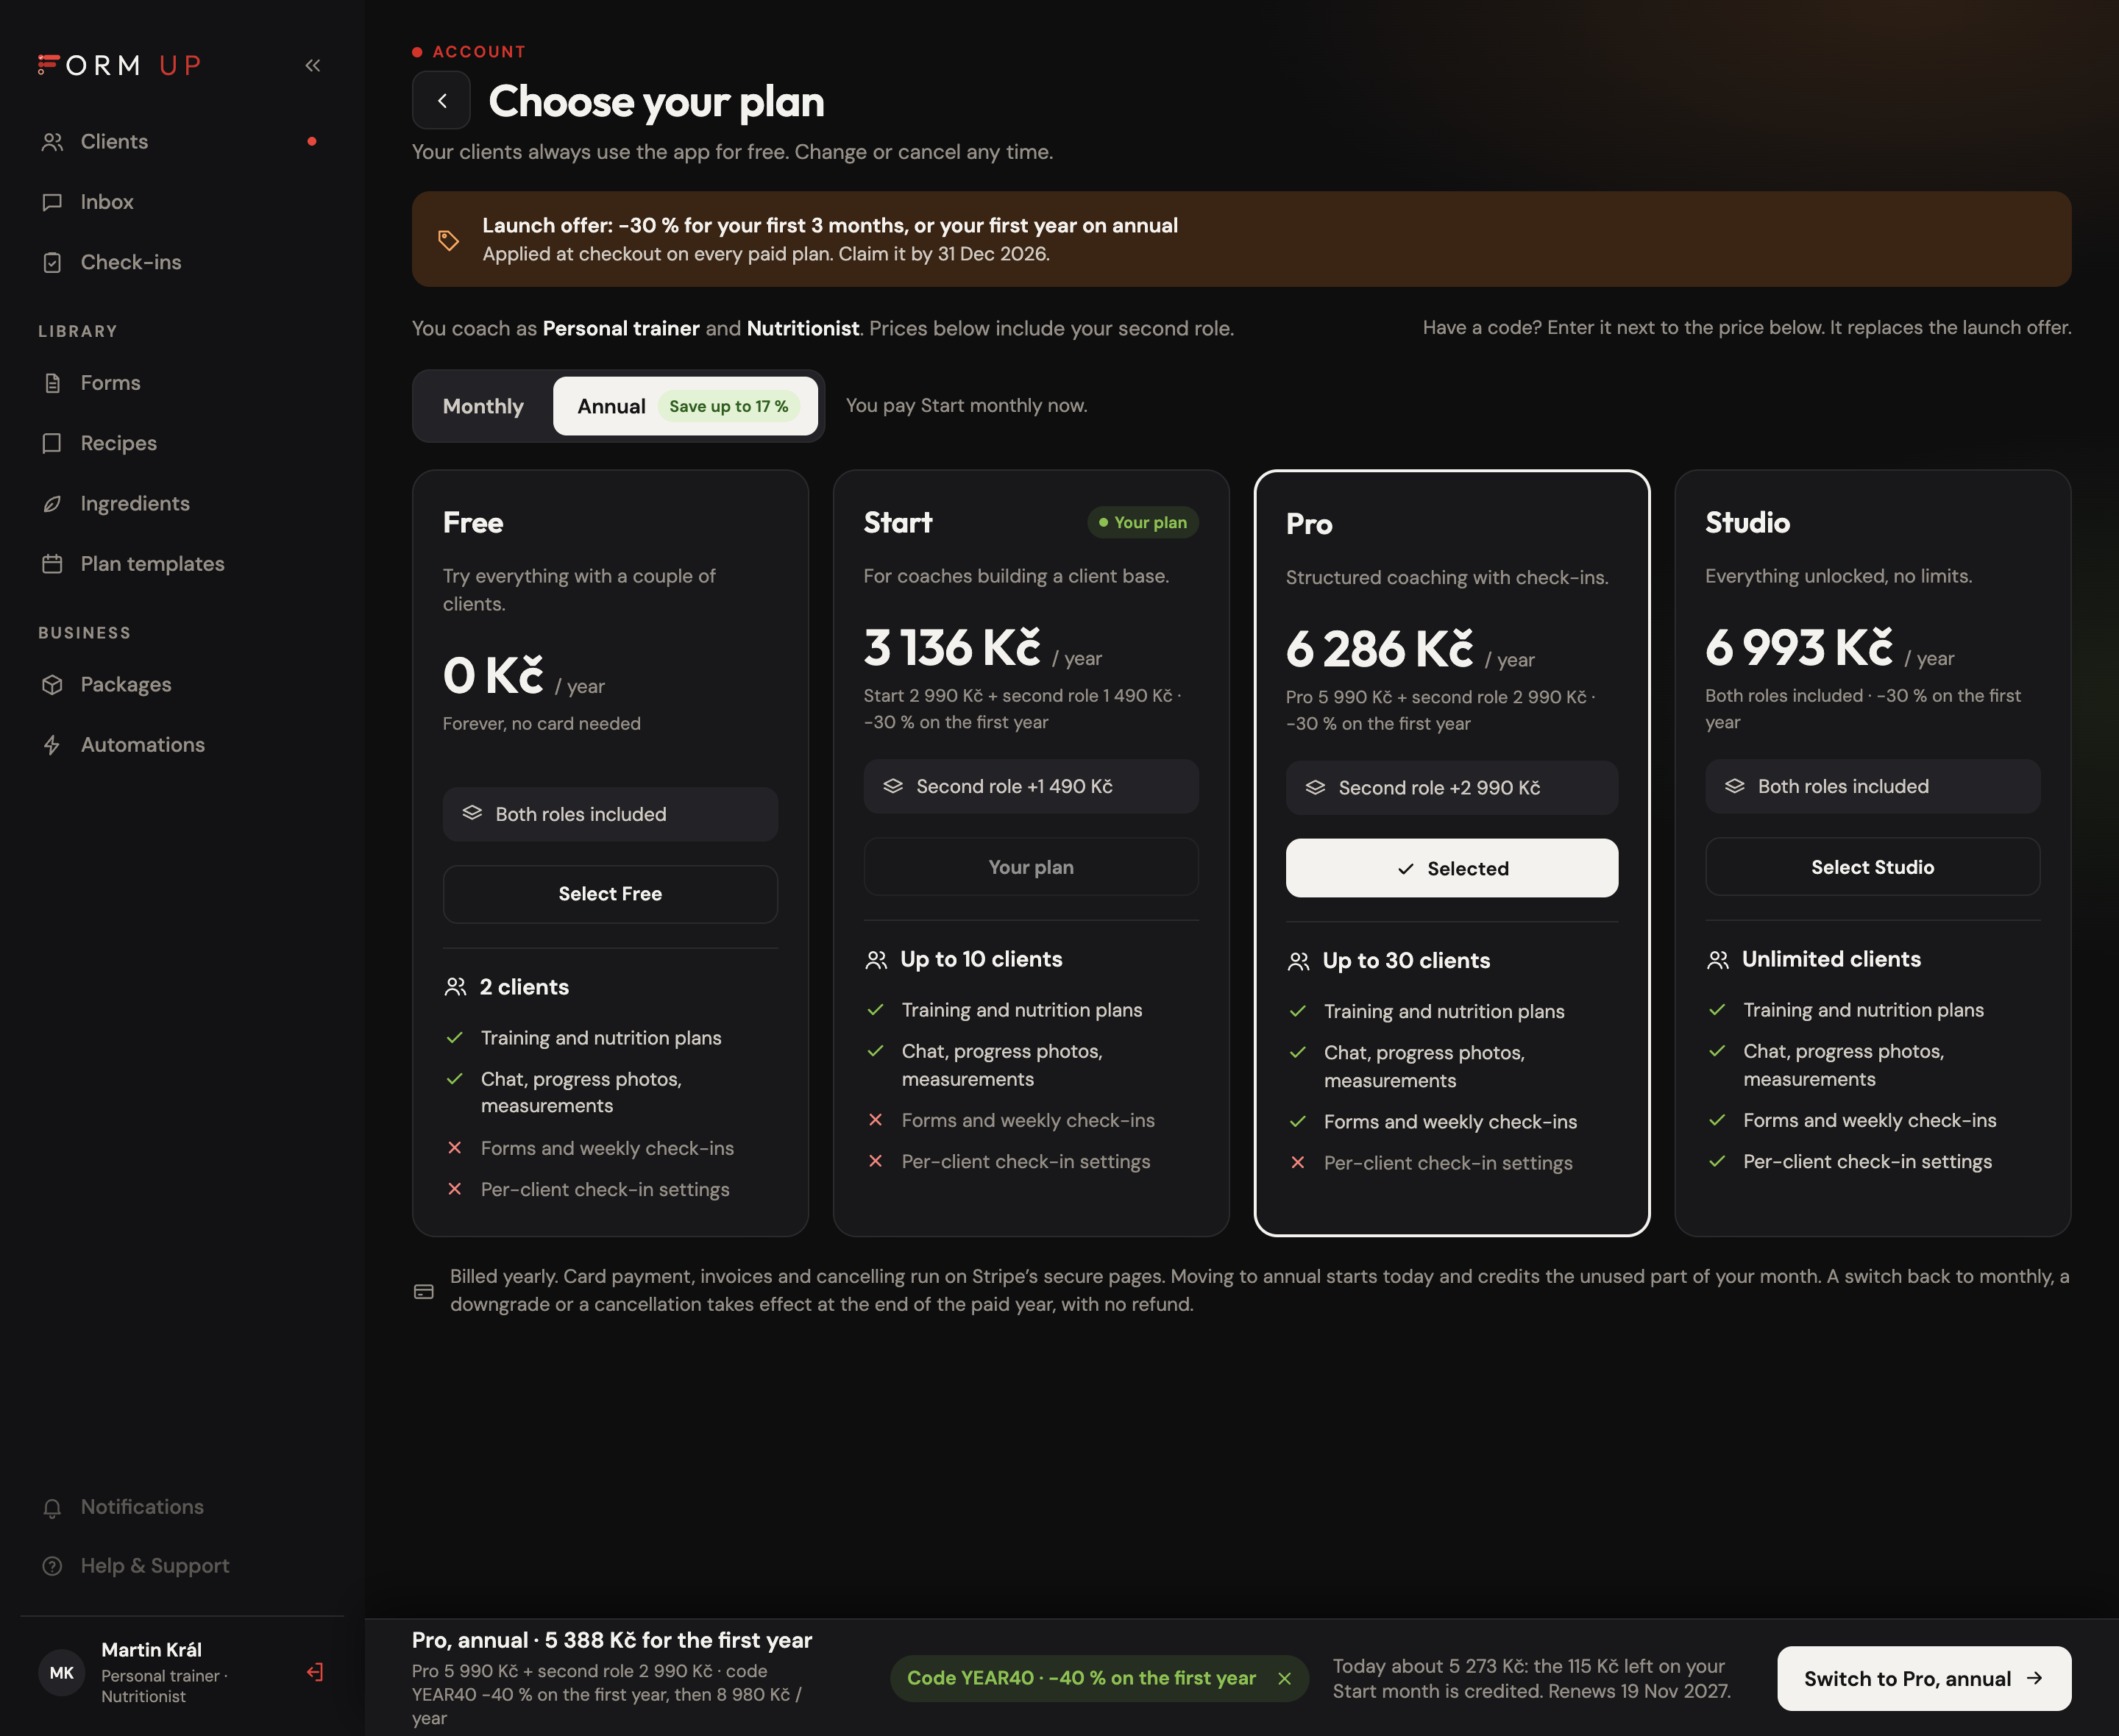 FORM UP
Clients
Inbox
Check-ins
LIBRARY
Forms
Recipes
Ingredients
Plan templates
BUSINESS
Packages
Automations
Notifications
Help & Support
MK
Martin Král
Personal trainer ·
Nutritionist
ACCOUNT
Choose your plan
Your clients always use the app for free. Change or cancel any time.
Launch offer: -30 % for your first 3 months, or your first year on annual
Applied at checkout on every paid plan. Claim it by 31 Dec 2026.
You coach as Personal trainer and Nutritionist. Prices below include your second role.
Have a code? Enter it next to the price below. It replaces the launch offer.
Monthly
Annual
Save up to 17 %
You pay Start monthly now.
Free
Try everything with a couple of
clients.
0 Kč / year
Forever, no card needed
Both roles included
Select Free
2 clients
Training and nutrition plans
Chat, progress photos,
measurements
Forms and weekly check-ins
Per-client check-in settings
Start
Your plan
For coaches building a client base.
3 136 Kč / year
Start 2 990 Kč + second role 1 490 Kč ·
-30 % on the first year
Second role +1 490 Kč
Your plan
Up to 10 clients
Training and nutrition plans
Chat, progress photos,
measurements
Forms and weekly check-ins
Per-client check-in settings
Pro
Structured coaching with check-ins.
6 286 Kč / year
Pro 5 990 Kč + second role 2 990 Kč ·
-30 % on the first year
Second role +2 990 Kč
Selected
Up to 30 clients
Training and nutrition plans
Chat, progress photos,
measurements
Forms and weekly check-ins
Per-client check-in settings
Studio
Everything unlocked, no limits.
6 993 Kč / year
Both roles included · -30 % on the first
year
Both roles included
Select Studio
Unlimited clients
Training and nutrition plans
Chat, progress photos,
measurements
Forms and weekly check-ins
Per-client check-in settings
Billed yearly. Card payment, invoices and cancelling run on Stripe's secure pages. Moving to annual starts today and credits the unused part of your month. A switch back to monthly, a
downgrade or a cancellation takes effect at the end of the paid year, with no refund.
Pro, annual · 5 388 Kč for the first year
Pro 5 990 Kč + second role 2 990 Kč · code
YEAR40 -40 % on the first year, then 8 980 Kč /
year
Code YEAR40 · -40 % on the first year
Today about 5 273 Kč: the 115 Kč left on your
Start month is credited. Renews 19 Nov 2027.
Switch to Pro, annual